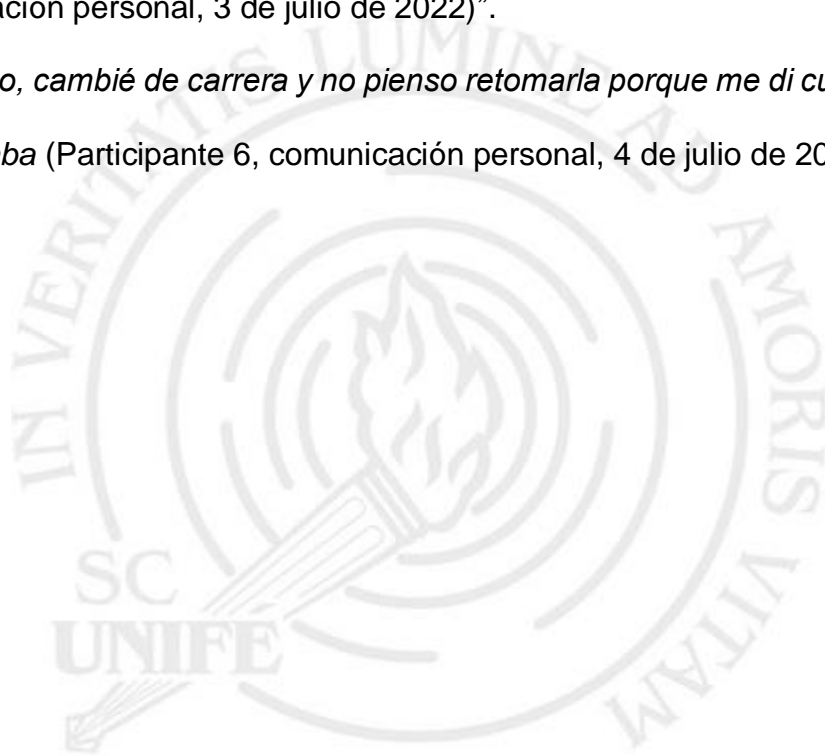 ación personal, 3 de julio de 2022)”.
o, cambié de carrera y no pienso retomarla porque me di cu
ba (Participante 6, comunicación personal, 4 de julio de 20
IN VERITATIS LUMINE AD AMORIS VITAM
SC
UNIFE